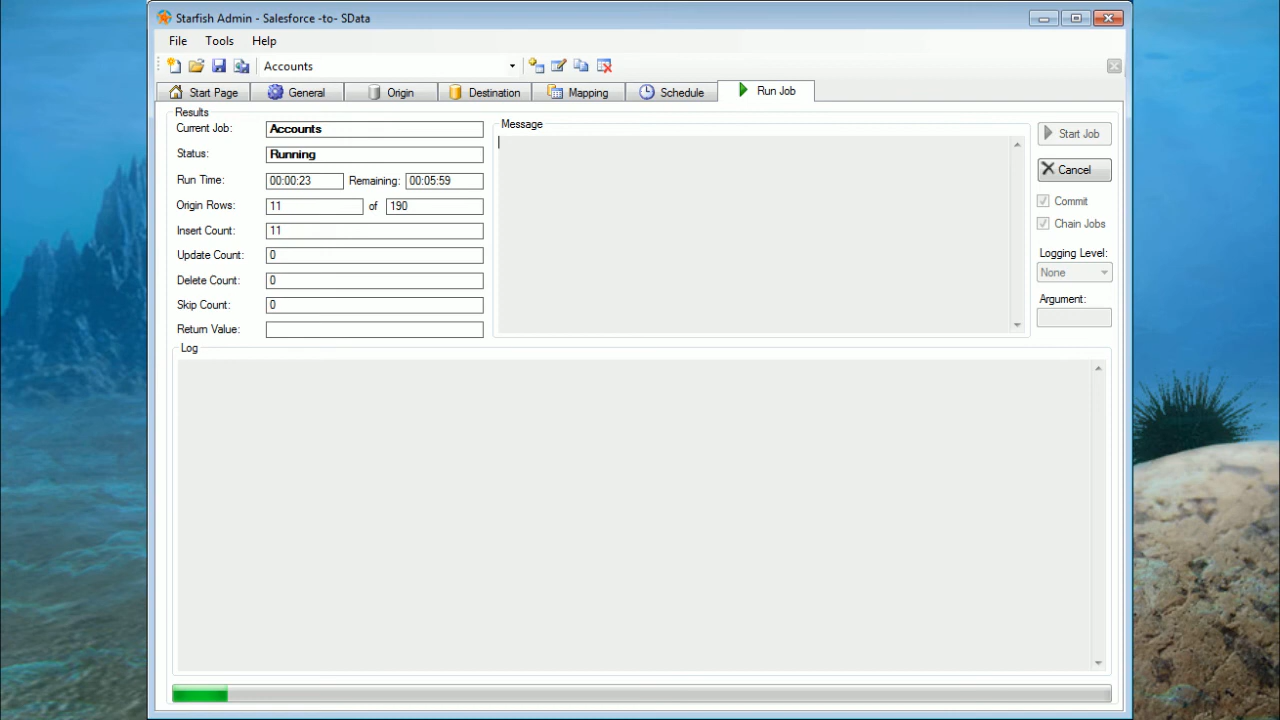 Starfish Admin - Salesforce -to- SData
File Tools Help
Accounts
Start Page General Origin Destination Mapping Schedule Run Job
Results
Current Job: Accounts
Status: Running
Run Time: 00:00:23 Remaining: 00:05:59
Origin Rows: 11 of 190
Insert Count: 11
Update Count: 0
Delete Count: 0
Skip Count: 0
Return Value:
Message
Start Job
Cancel
Commit
Chain Jobs
Logging Level:
None
Argument:
Log